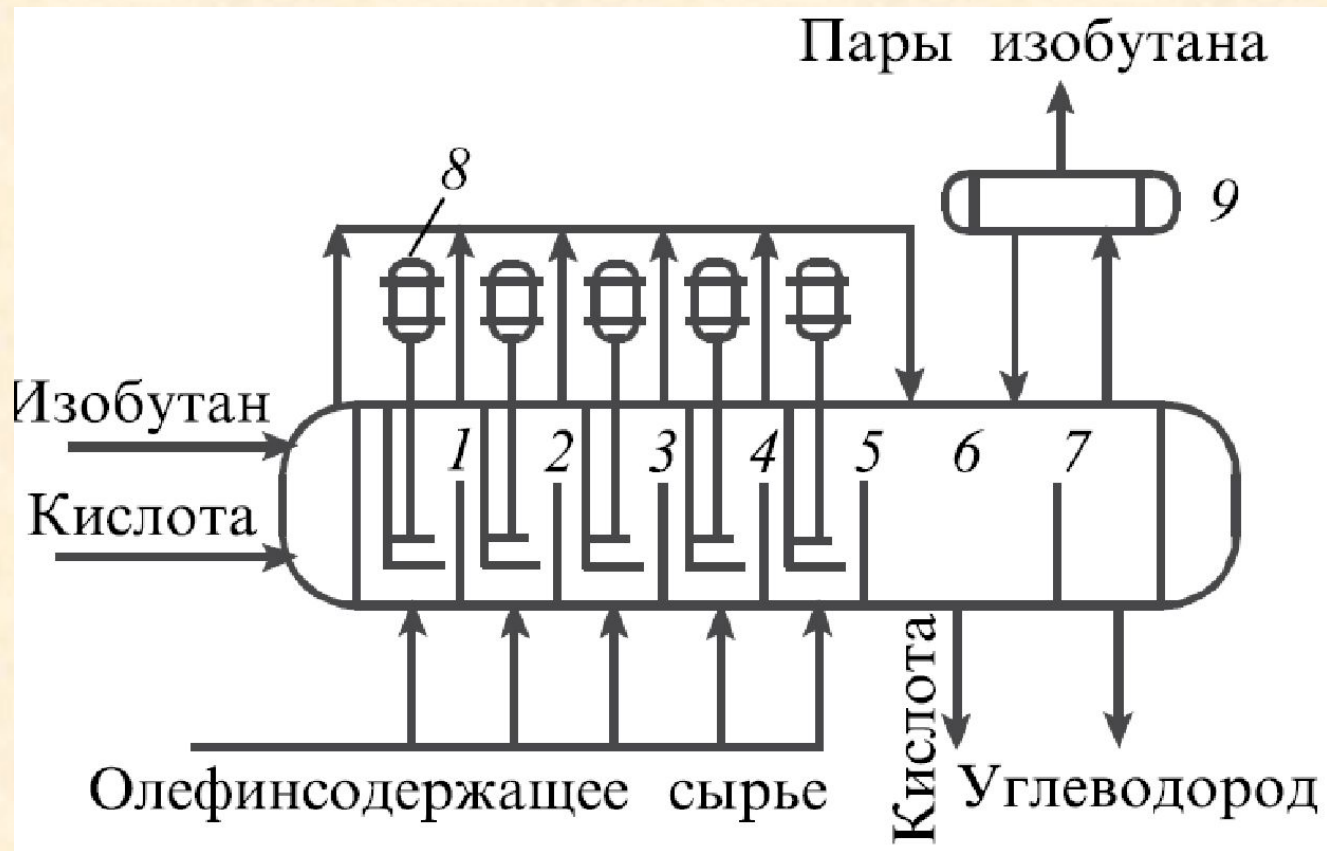 Пары изобутана
8
9
Изобутан
1 2 3 4 5 6 7
Кислота
Кислота
Олефинсодержащее сырье
Углеводород